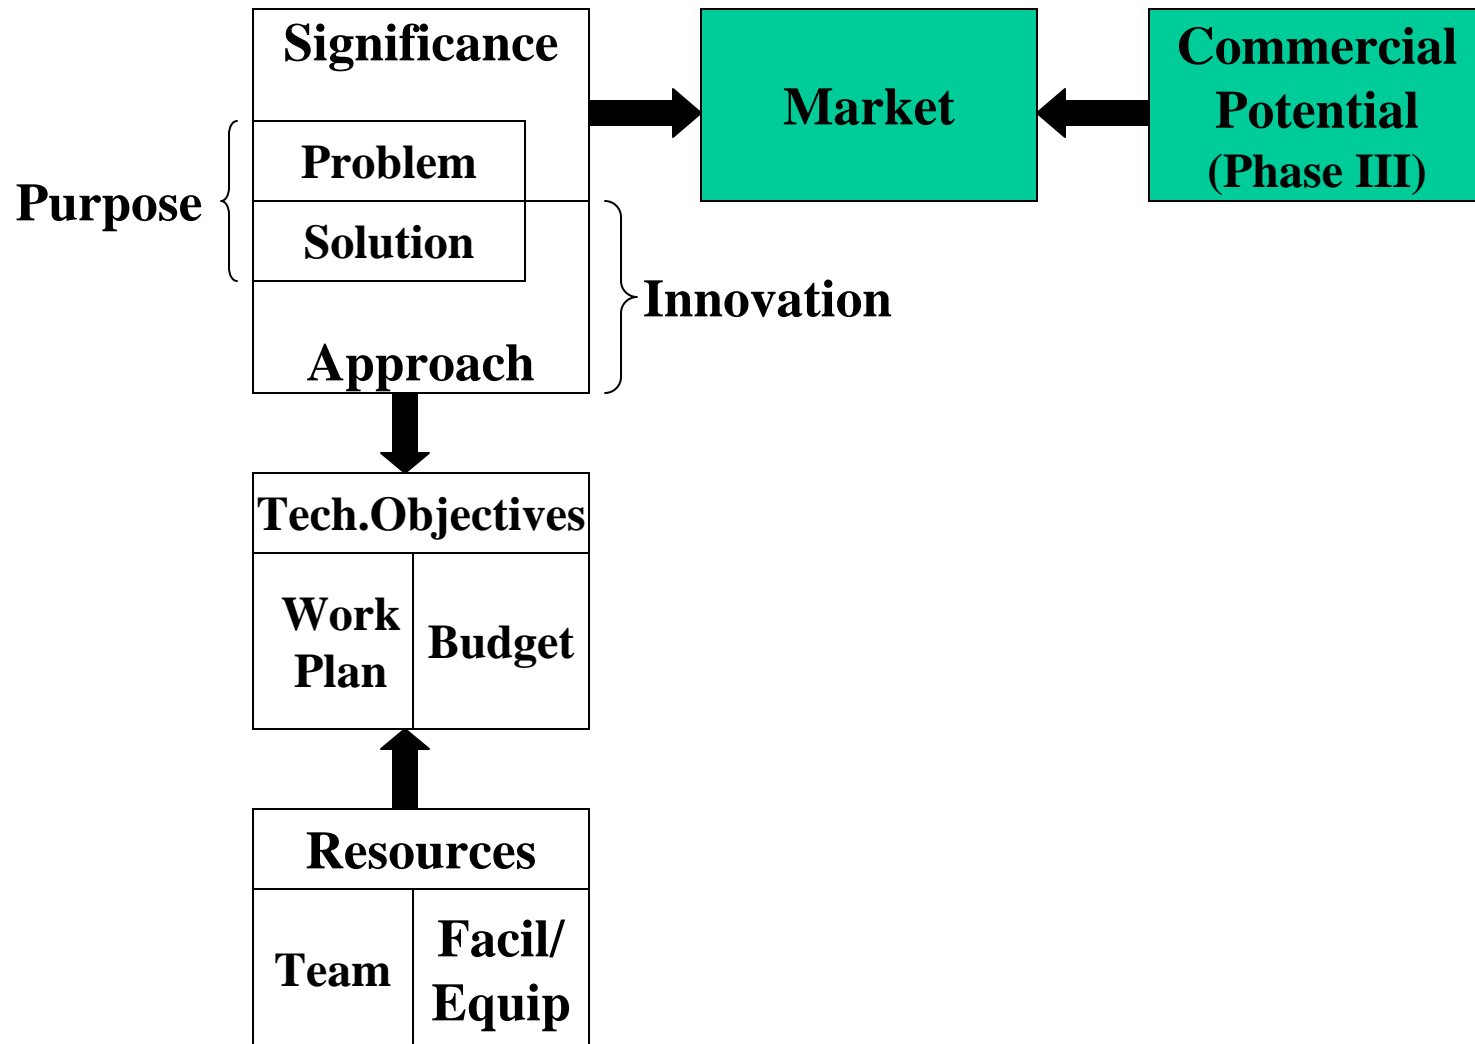 Significance
Market
Commercial
Potential
(Phase III)
Problem
Purpose
Solution
Innovation
Approach
Tech.Objectives
Work
Plan
Budget
Resources
Team
Facil/
Equip